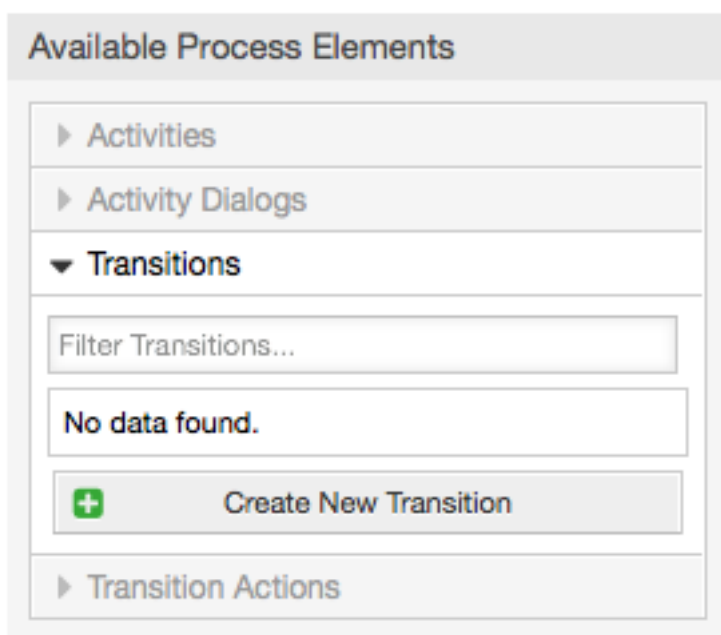 Available Process Elements
Activities
Activity Dialogs
Transitions
Filter Transitions...
No data found.
Create New Transition
Transition Actions